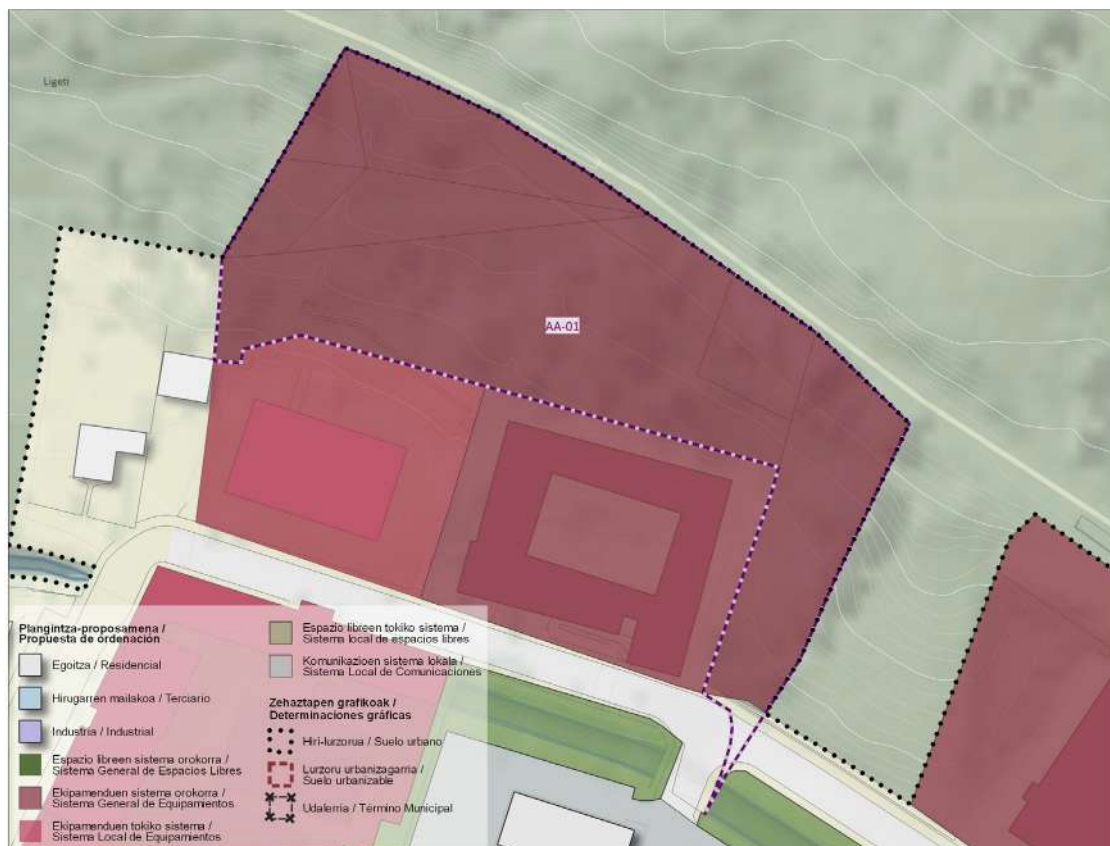 Ligeti
AA-01
Plangintza-proposamena /
Propuesta de ordenación
Egoitza / Residencial
Hirugarren mailakoa / Terciario
Industria / Industrial
Espazio libreen sistema orokorra /
Sistema General de Espacios Libres
Ekipamenduen sistema orokorra /
Sistema General de Equipamientos
Ekipamenduen tokiko sistema /
Sistema Local de Equipamientos
Espazio libreen tokiko sistema /
Sistema local de espacios libres
Komunikazioen sistema lokala /
Sistema Local de Comunicaciones
Zehaztapen grafikoak /
Determinaciones gráficas
Hiri-lurzorua / Suelo urbano
Lurzoru urbanizagarria /
Suelo urbanizable
Udalerria / Término Municipal